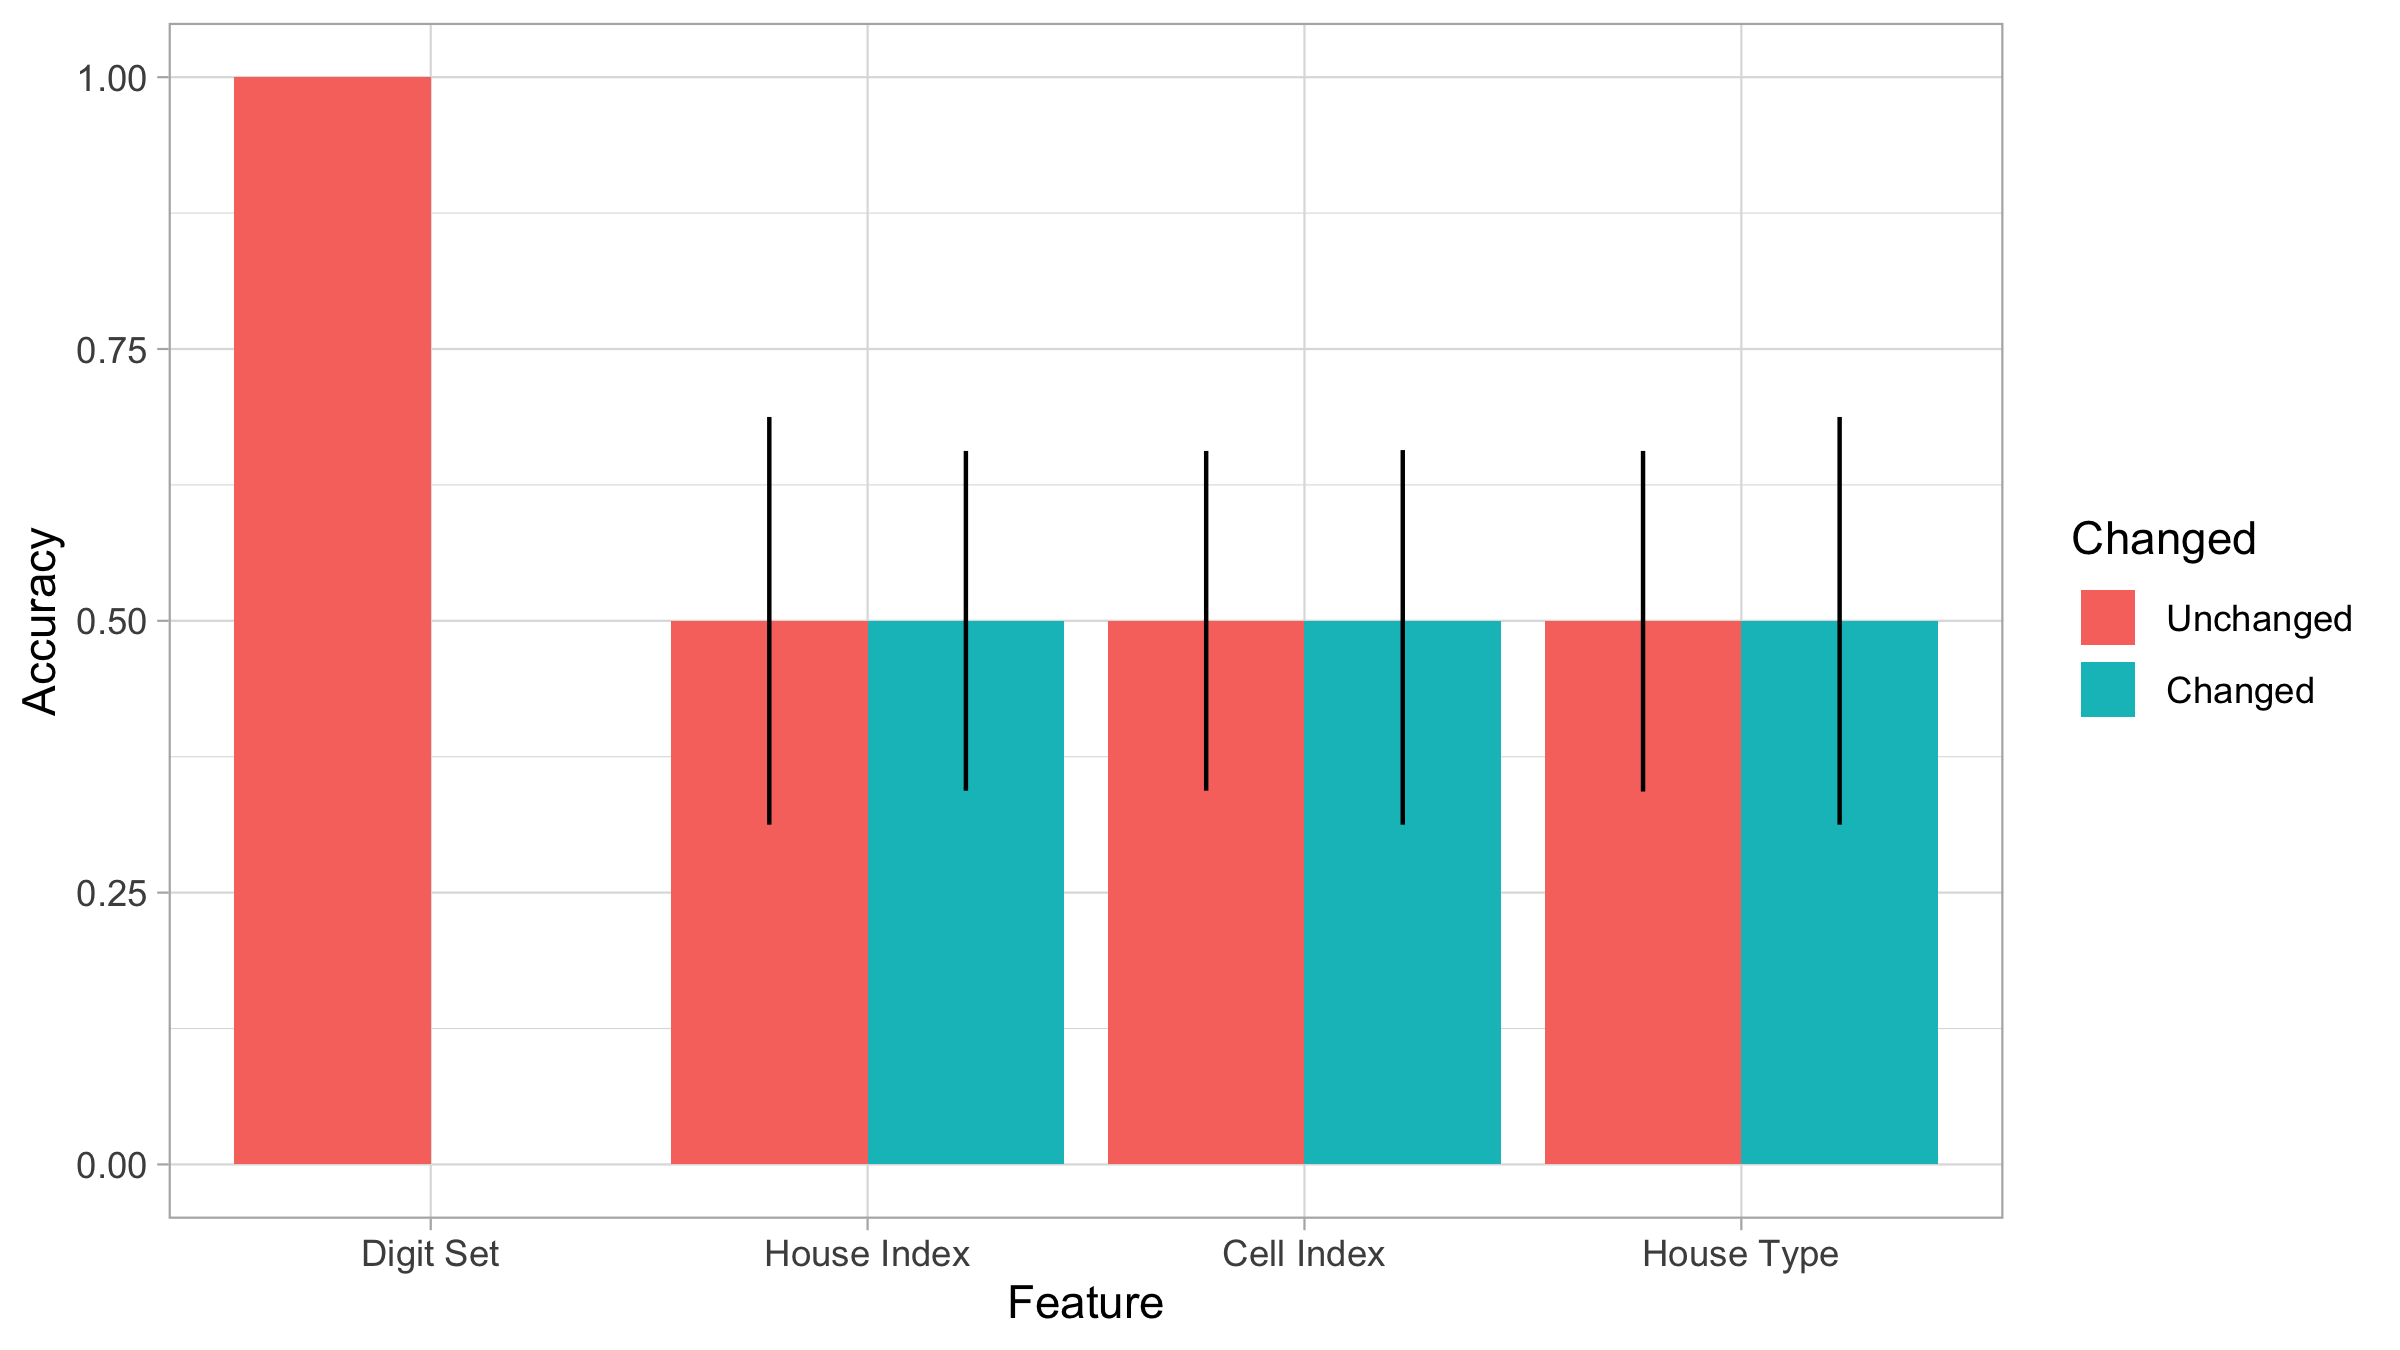 1.00
0.75
0.50
0.25
0.00
Accuracy
Digit Set
House Index
Cell Index
House Type
Feature
Changed
Unchanged
Changed